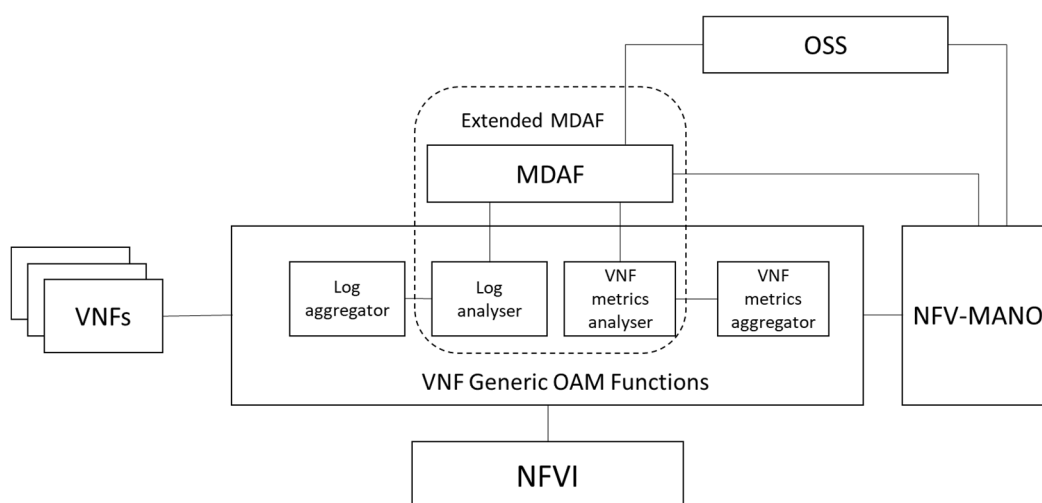 OSS
Extended MDAF
MDAF
Log
aggregator
Log
analyser
VNF
metrics
analyser
VNF
metrics
aggregator
VNFs
NFV-MANO
VNF Generic OAM Functions
NFVI